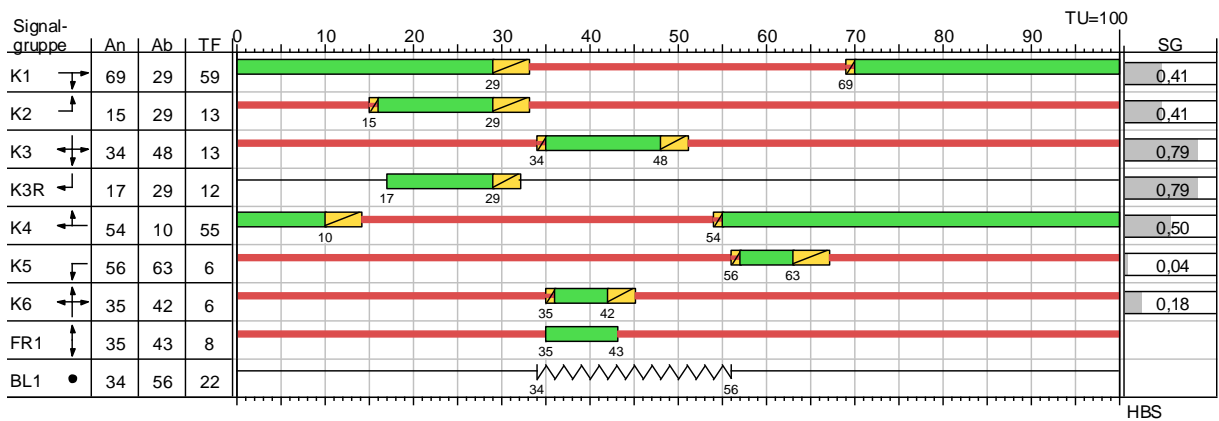 TU=100
Signal-
gruppe An Ab TF 0 10 20 30 40 50 60 70 80 90 SG
K1 69 29 59 29 69 0,41
K2 15 29 13 15 29 0,41
K3 34 48 13 34 48 0,79
K3R 17 29 12 17 29 0,79
K4 54 10 55 10 54 0,50
K5 56 63 6 56 63 0,04
K6 35 42 6 35 42 0,18
FR1 35 43 8 35 43
BL1 34 56 22 34 56
HBS